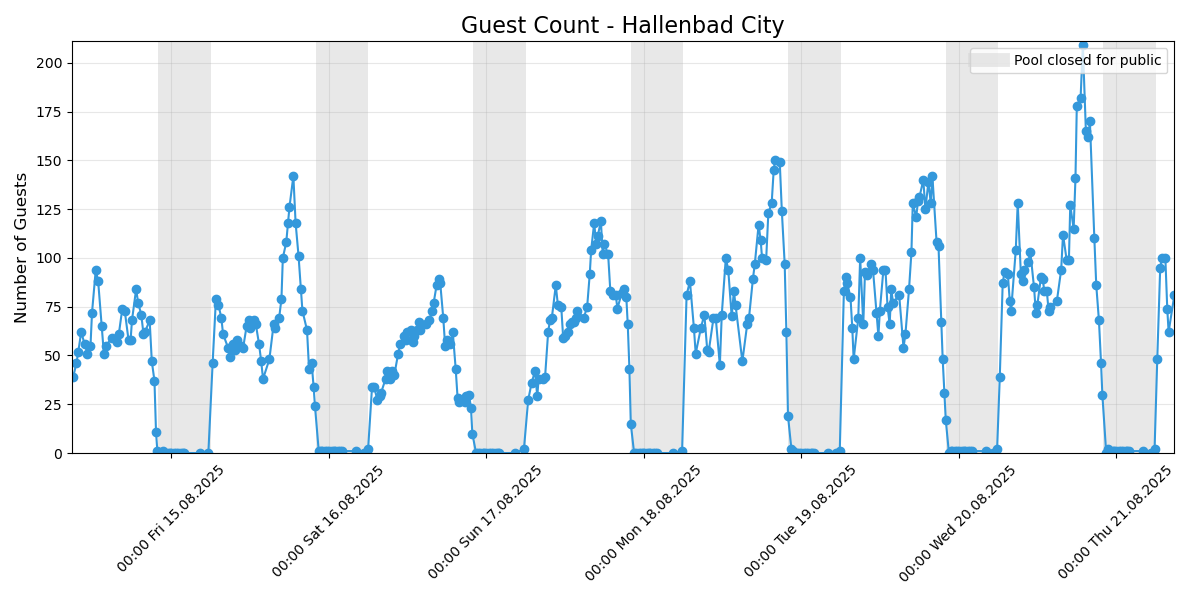 Guest Count - Hallenbad City
Number of Guests
200
175
150
125
100
75
50
25
0
Pool closed for public
00:00 Fri 15.08.2025
00:00 Sat 16.08.2025
00:00 Sun 17.08.2025
00:00 Mon 18.08.2025
00:00 Tue 19.08.2025
00:00 Wed 20.08.2025
00:00 Thu 21.08.2025